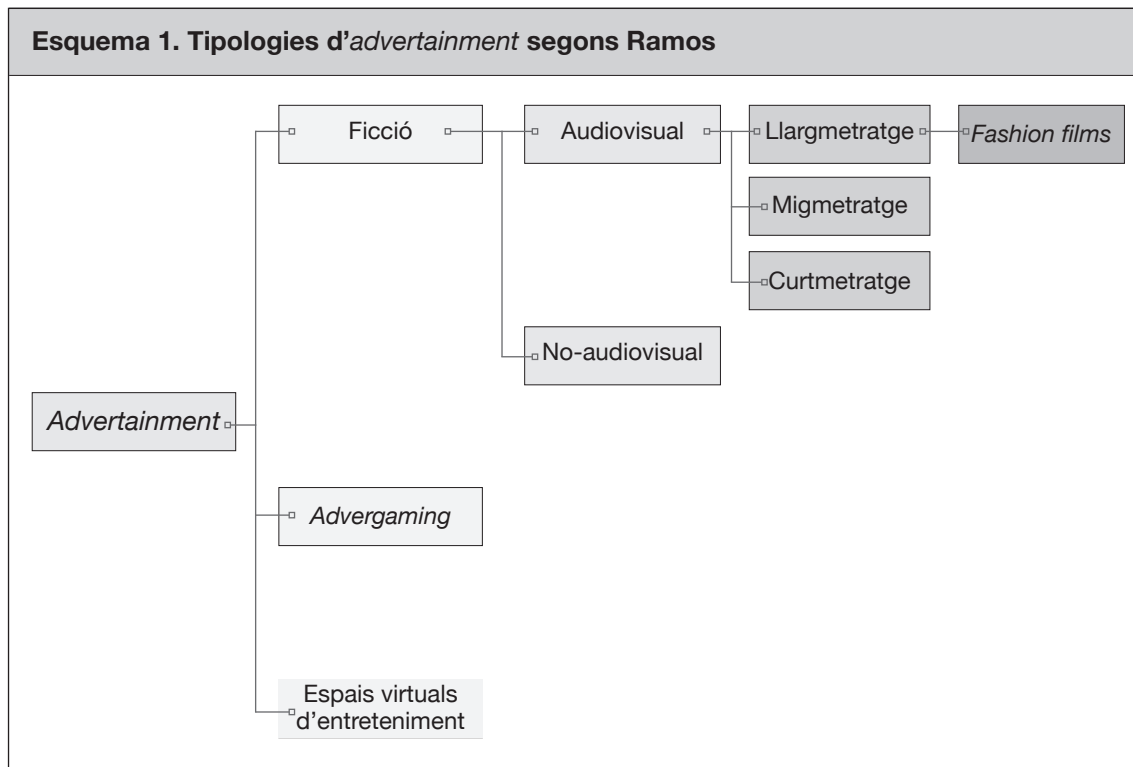 Esquema 1. Tipologies d'advertainment segons Ramos
Ficció
Audiovisual
Llargmetratge
Fashion films
Migmetratge
Curtmetratge
No-audiovisual
Advertainment
Advergaming
Espais virtuals
d'entreteniment